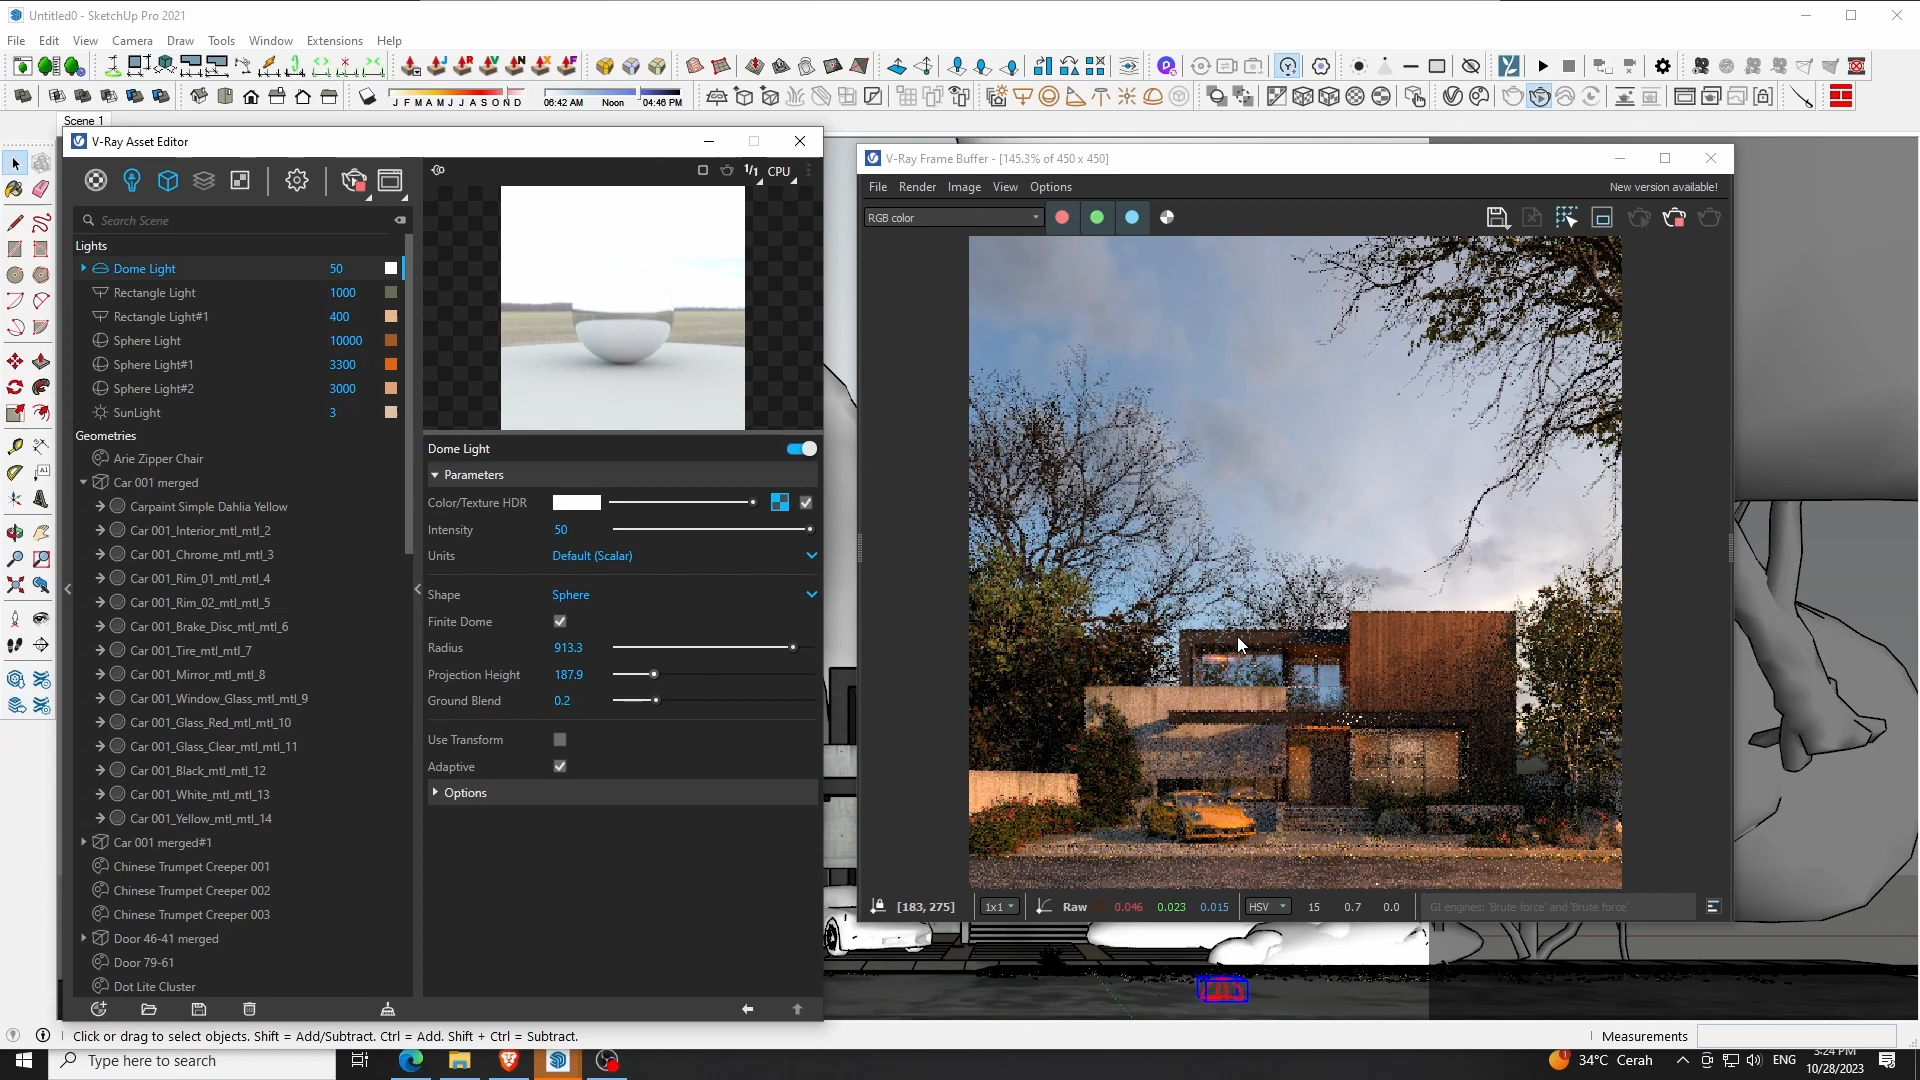 Untitled0 - SketchUp Pro 2021
File Edit View Camera Draw Tools Window Extensions Help
J F M A M J J A S O N D
06:42 AM Noon 04:46 PM
Scene 1
V-Ray Asset Editor
1/1 CPU
Search Scene
Lights
Dome Light 50
Rectangle Light 1000
Rectangle Light#1 400
Sphere Light 10000
Sphere Light#1 3300
Sphere Light#2 3000
SunLight 3
Geometries
Arie Zipper Chair
Car 001 merged
Carpaint Simple Dahlia Yellow
Car 001_Interior_mtl_mtl_2
Car 001_Chrome_mtl_mtl_3
Car 001_Rim_01_mtl_mtl_4
Car 001_Rim_02_mtl_mtl_5
Car 001_Brake_Disc_mtl_mtl_6
Car 001_Tire_mtl_mtl_7
Car 001_Mirror_mtl_mtl_8
Car 001_Window_Glass_mtl_mtl_9
Car 001_Glass_Red_mtl_mtl_10
Car 001_Glass_Clear_mtl_mtl_11
Car 001_Black_mtl_mtl_12
Car 001_White_mtl_mtl_13
Car 001_Yellow_mtl_mtl_14
Car 001 merged#1
Chinese Trumpet Creeper 001
Chinese Trumpet Creeper 002
Chinese Trumpet Creeper 003
Door 46-41 merged
Door 79-61
Dot Lite Cluster
Dome Light
Parameters
Color/Texture HDR
Intensity 50
Units Default (Scalar)
Shape Sphere
Finite Dome
Radius 913.3
Projection Height 187.9
Ground Blend 0.2
Use Transform
Adaptive
Options
V-Ray Frame Buffer - [145.3% of 450 x 450]
File Render Image View Options New version available!
RGB color
[183, 275] 1x1 Raw 0.046 0.023 0.015 HSV 15 0.7 0.0 GI engines: 'Brute force' and 'Brute force'
Click or drag to select objects. Shift = Add/Subtract. Ctrl = Add. Shift + Ctrl = Subtract.
Measurements
Type here to search
34°C Cerah ENG
3:24 PM
10/28/2023